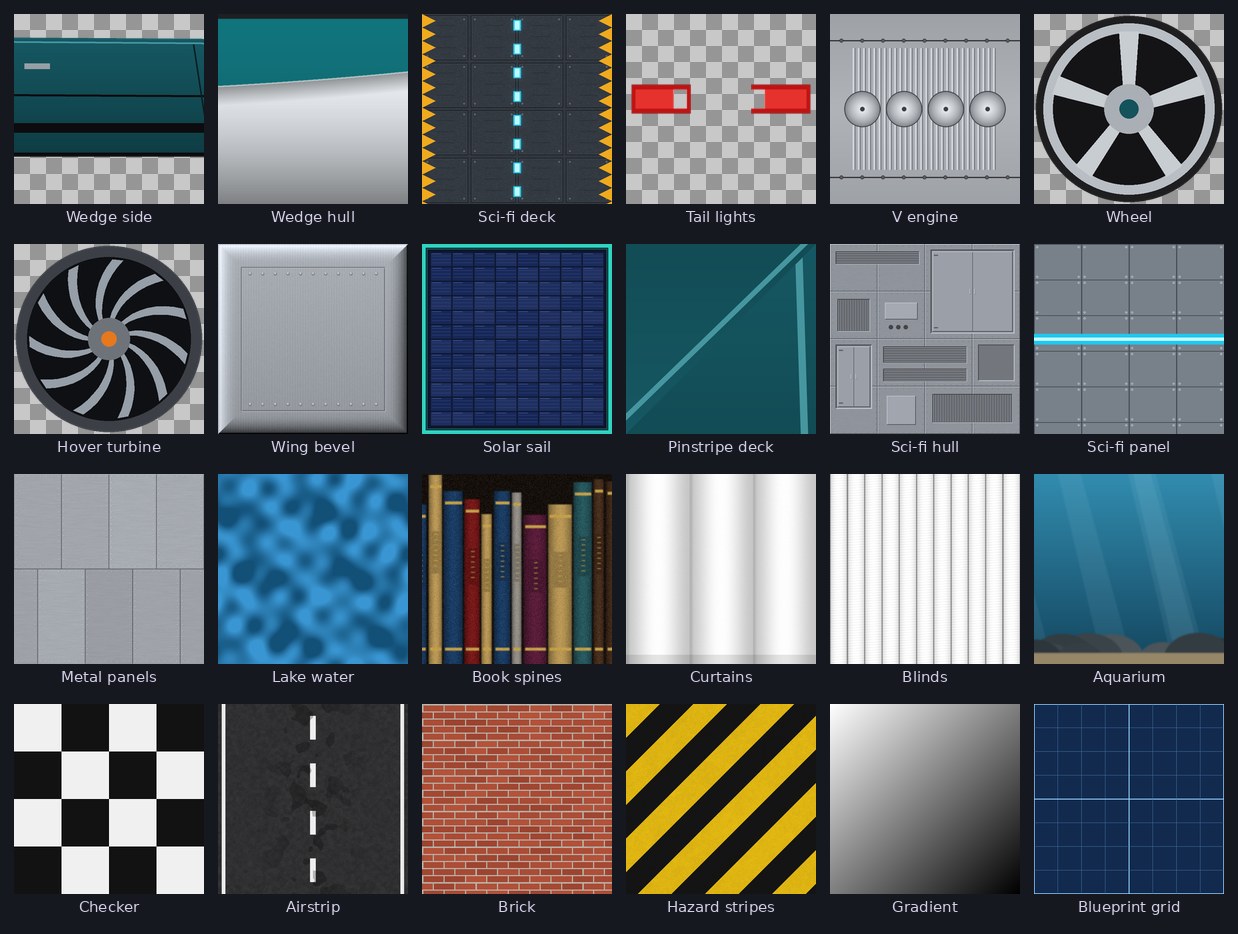 Wedge side
Wedge hull
Sci-fi deck
Tail lights
V engine
Wheel
Hover turbine
Wing bevel
Solar sail
Pinstripe deck
Sci-fi hull
Sci-fi panel
Metal panels
Lake water
Book spines
Curtains
Blinds
Aquarium
Checker
Airstrip
Brick
Hazard stripes
Gradient
Blueprint grid